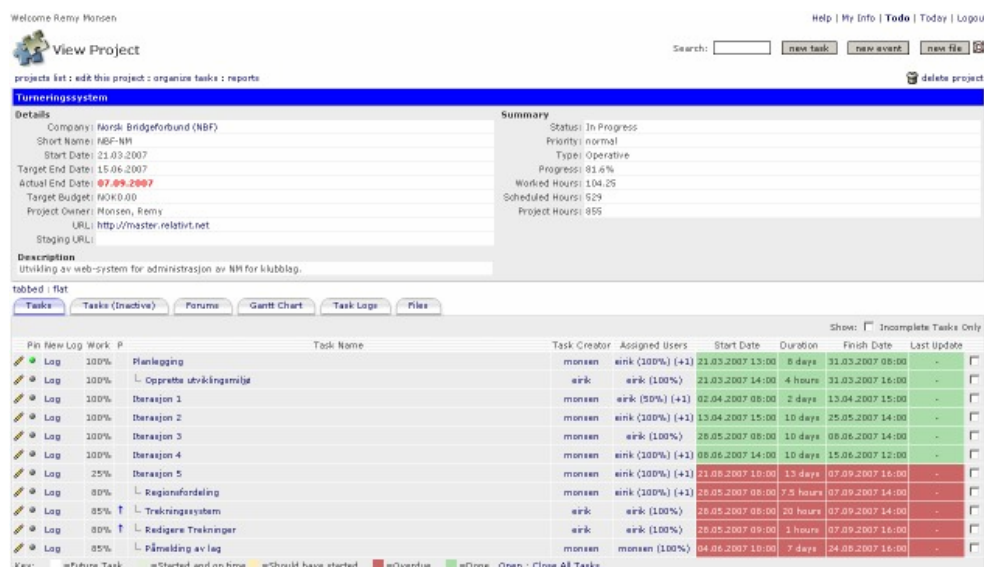 Welcome Remy Monsen
Help | My Info | Todo | Today | Logou
View Project
Search: new task new event new file
projects list : edit this project : organize tasks : reports
delete project
Turneringssystem
Details
Company: Norsk Bridgeforbund (NBF)
Short Name: NBF-NM
Start Date: 21.03.2007
Target End Date: 15.06.2007
Actual End Date: 07.09.2007
Target Budget: NOK0.00
Project Owner: Monsen, Remy
URL: http://master.relativt.net
Staging URL:
Summary
Status: In Progress
Priority: normal
Type: Operative
Progress: 81.6%
Worked Hours: 104.25
Scheduled Hours: 529
Project Hours: 855
Description
Utvikling av web-system for administrasjon av NM for klubblag.
tabbed : flat
Tasks Tasks (Inactive) Forums Gantt Chart Task Logs Files
Show: Incomplete Tasks Only
Pin New Log Work P Task Name Task Creator Assigned Users Start Date Duration Finish Date Last Update
Log 100% Planlegging monsen eirik (100%) (+1) 21.03.2007 13:00 8 days 31.03.2007 08:00 -
Log 100% Opprette utviklingsmiljø eirik eirik (100%) 21.03.2007 14:00 4 hours 31.03.2007 16:00 -
Log 100% Iterasjon 1 monsen eirik (50%) (+1) 02.04.2007 08:00 2 days 13.04.2007 15:00 -
Log 100% Iterasjon 2 monsen eirik (100%) (+1) 13.04.2007 15:00 10 days 25.05.2007 14:00 -
Log 100% Iterasjon 3 monsen eirik (100%) 28.05.2007 08:00 10 days 08.06.2007 14:00 -
Log 100% Iterasjon 4 monsen eirik (100%) (+1) 08.06.2007 14:00 10 days 15.06.2007 12:00 -
Log 25% Iterasjon 5 monsen eirik (100%) (+1) 21.08.2007 10:00 13 days 07.09.2007 16:00 -
Log 80% Regionsfordeling monsen eirik (100%) (+1) 28.05.2007 08:00 7.5 hours 07.09.2007 14:00 -
Log 85% Trekningssystem eirik eirik (100%) 28.05.2007 08:00 20 hours 07.09.2007 14:00 -
Log 80% Redigere Trekninger eirik eirik (100%) 28.05.2007 09:00 1 hours 07.09.2007 16:00 -
Log 85% Påmelding av lag monsen monsen (100%) 04.06.2007 10:00 7 days 24.08.2007 16:00 -
Key: =Future Task =Started and on time =Should have started =Overdue =Done Open : Close All Tasks